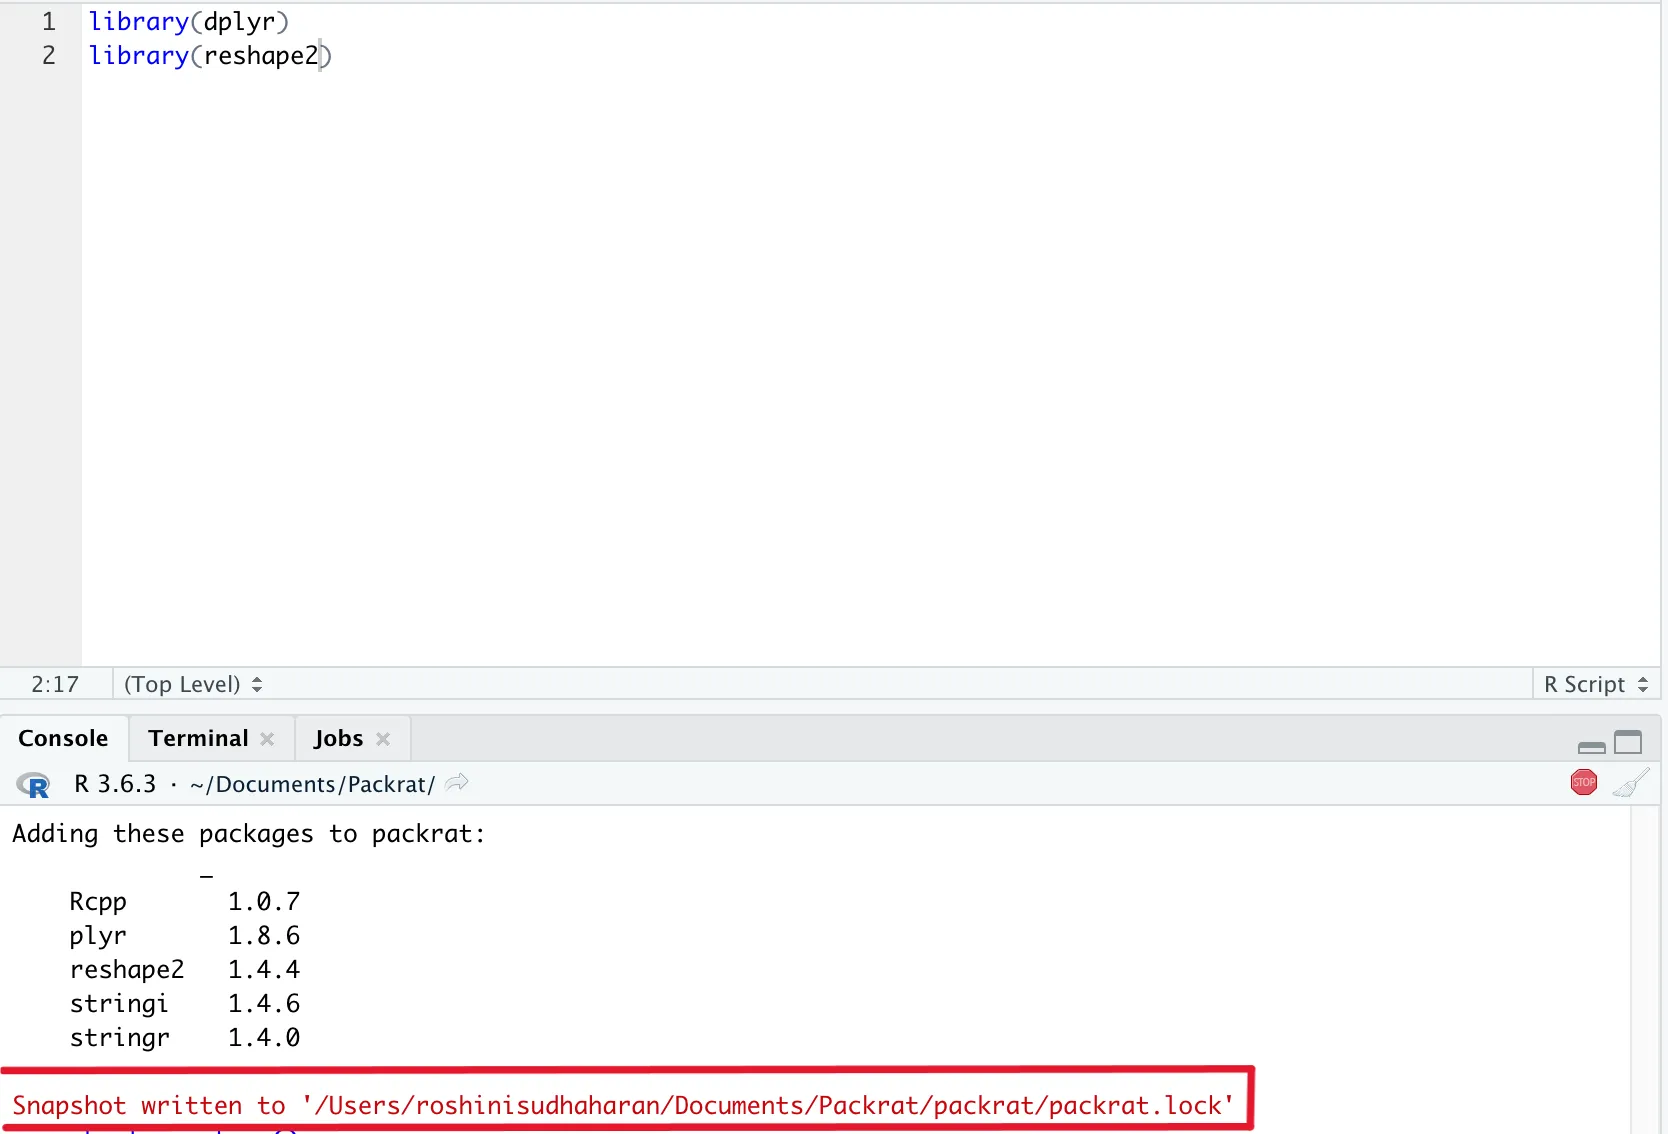 1 library(dplyr)
2 library(reshape2)
2:17 (Top Level) R Script
Console Terminal Jobs
R R 3.6.3 · ~/Documents/Packrat/ STOP
Adding these packages to packrat:
_
Rcpp 1.0.7
plyr 1.8.6
reshape2 1.4.4
stringi 1.4.6
stringr 1.4.0
Snapshot written to '/Users/roshinisudhaharan/Documents/Packrat/packrat/packrat.lock'